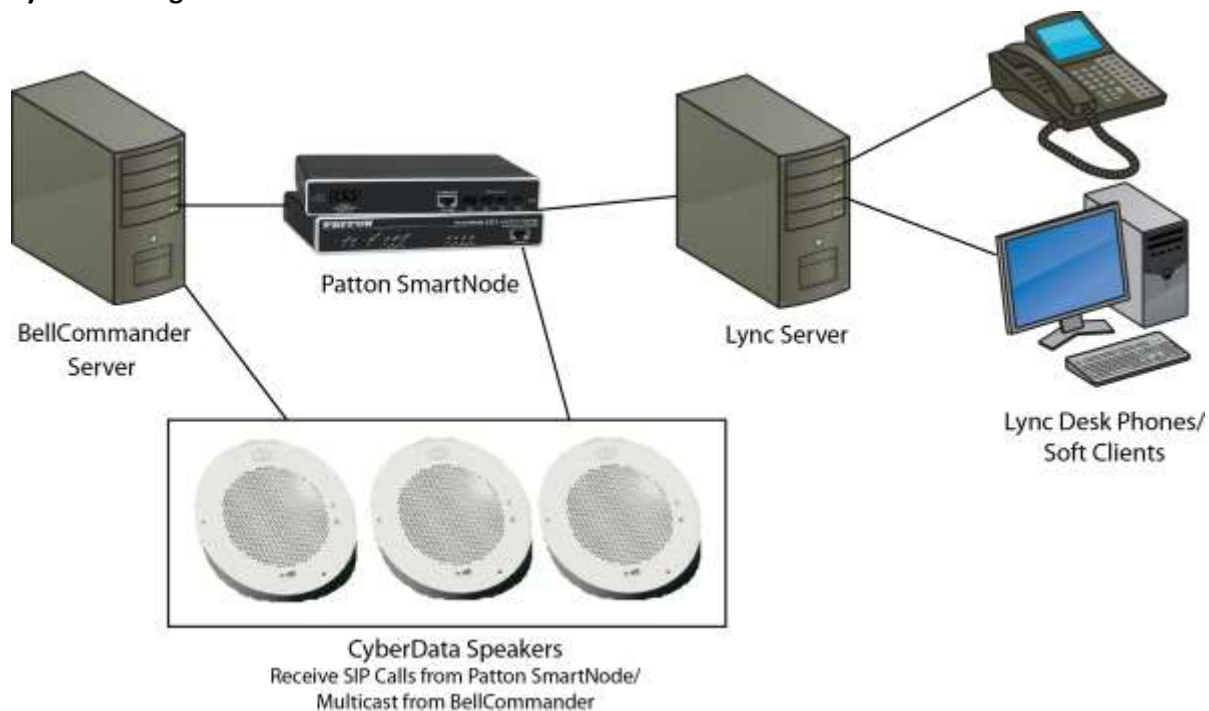 Patton SmartNode
BellCommander
Server
Lync Server
Lync Desk Phones/
Soft Clients
CyberData Speakers
Receive SIP Calls from Patton SmartNode/
Multicast from BellCommander